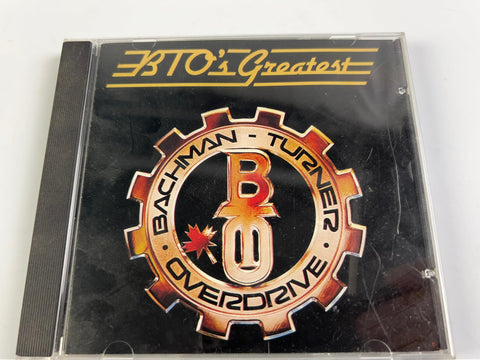 BTO's Greatest
BACHMAN - TURNER · OVERDRIVE ·
BTO